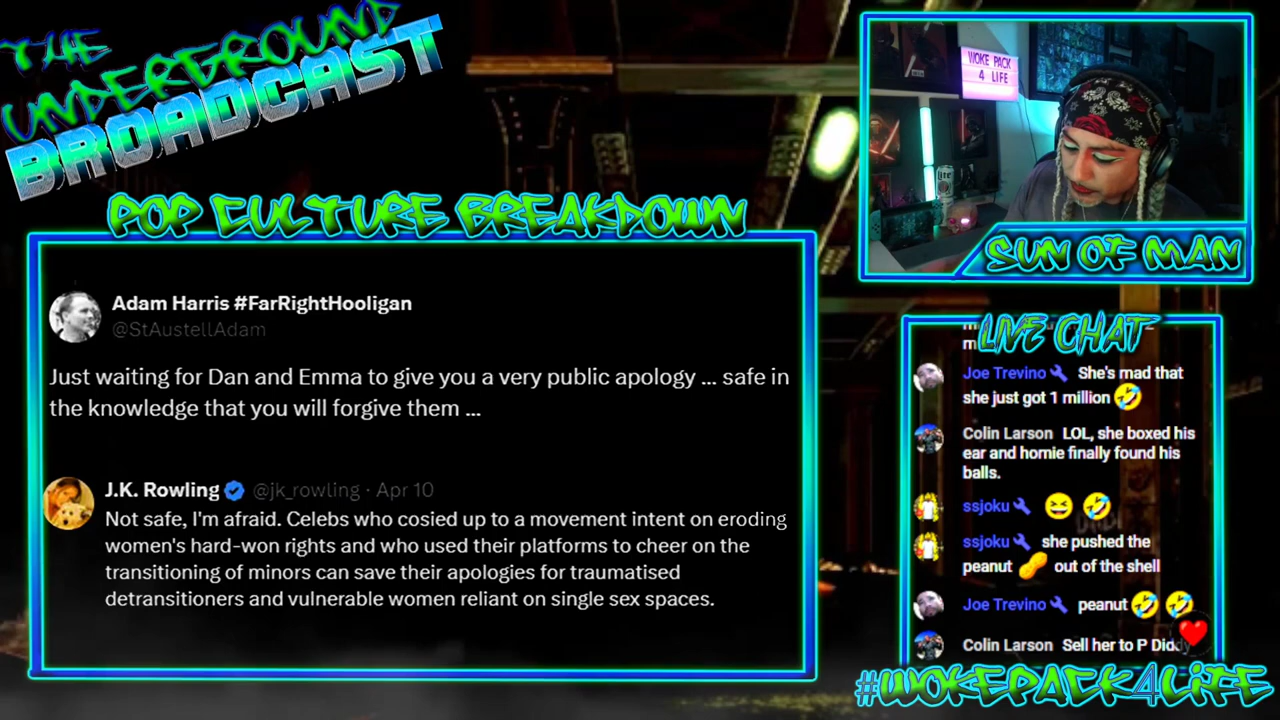 THE
UNDERGROUND
BROADCAST
POP CULTURE BREAKDOWN
Adam Harris #FarRightHooligan
@StAustellAdam
Just waiting for Dan and Emma to give you a very public apology ... safe in
the knowledge that you will forgive them ...
J.K. Rowling @jk_rowling · Apr 10
Not safe, I'm afraid. Celebs who cosied up to a movement intent on eroding
women's hard-won rights and who used their platforms to cheer on the
transitioning of minors can save their apologies for traumatised
detransitioners and vulnerable women reliant on single sex spaces.
WOKE PACK
4 LIFE
Lite
SUN OF MAN
LIVE CHAT
Joe Trevino She's mad that
she just got 1 million 🤣
Colin Larson LOL, she boxed his
ear and homie finally found his
balls.
ssjoku 😆 🤣
ssjoku she pushed the
peanut 🥜 out of the shell
Joe Trevino peanut 🤣 🤣
Colin Larson Sell her to P Diddy
#WOKEPACK4LIFE